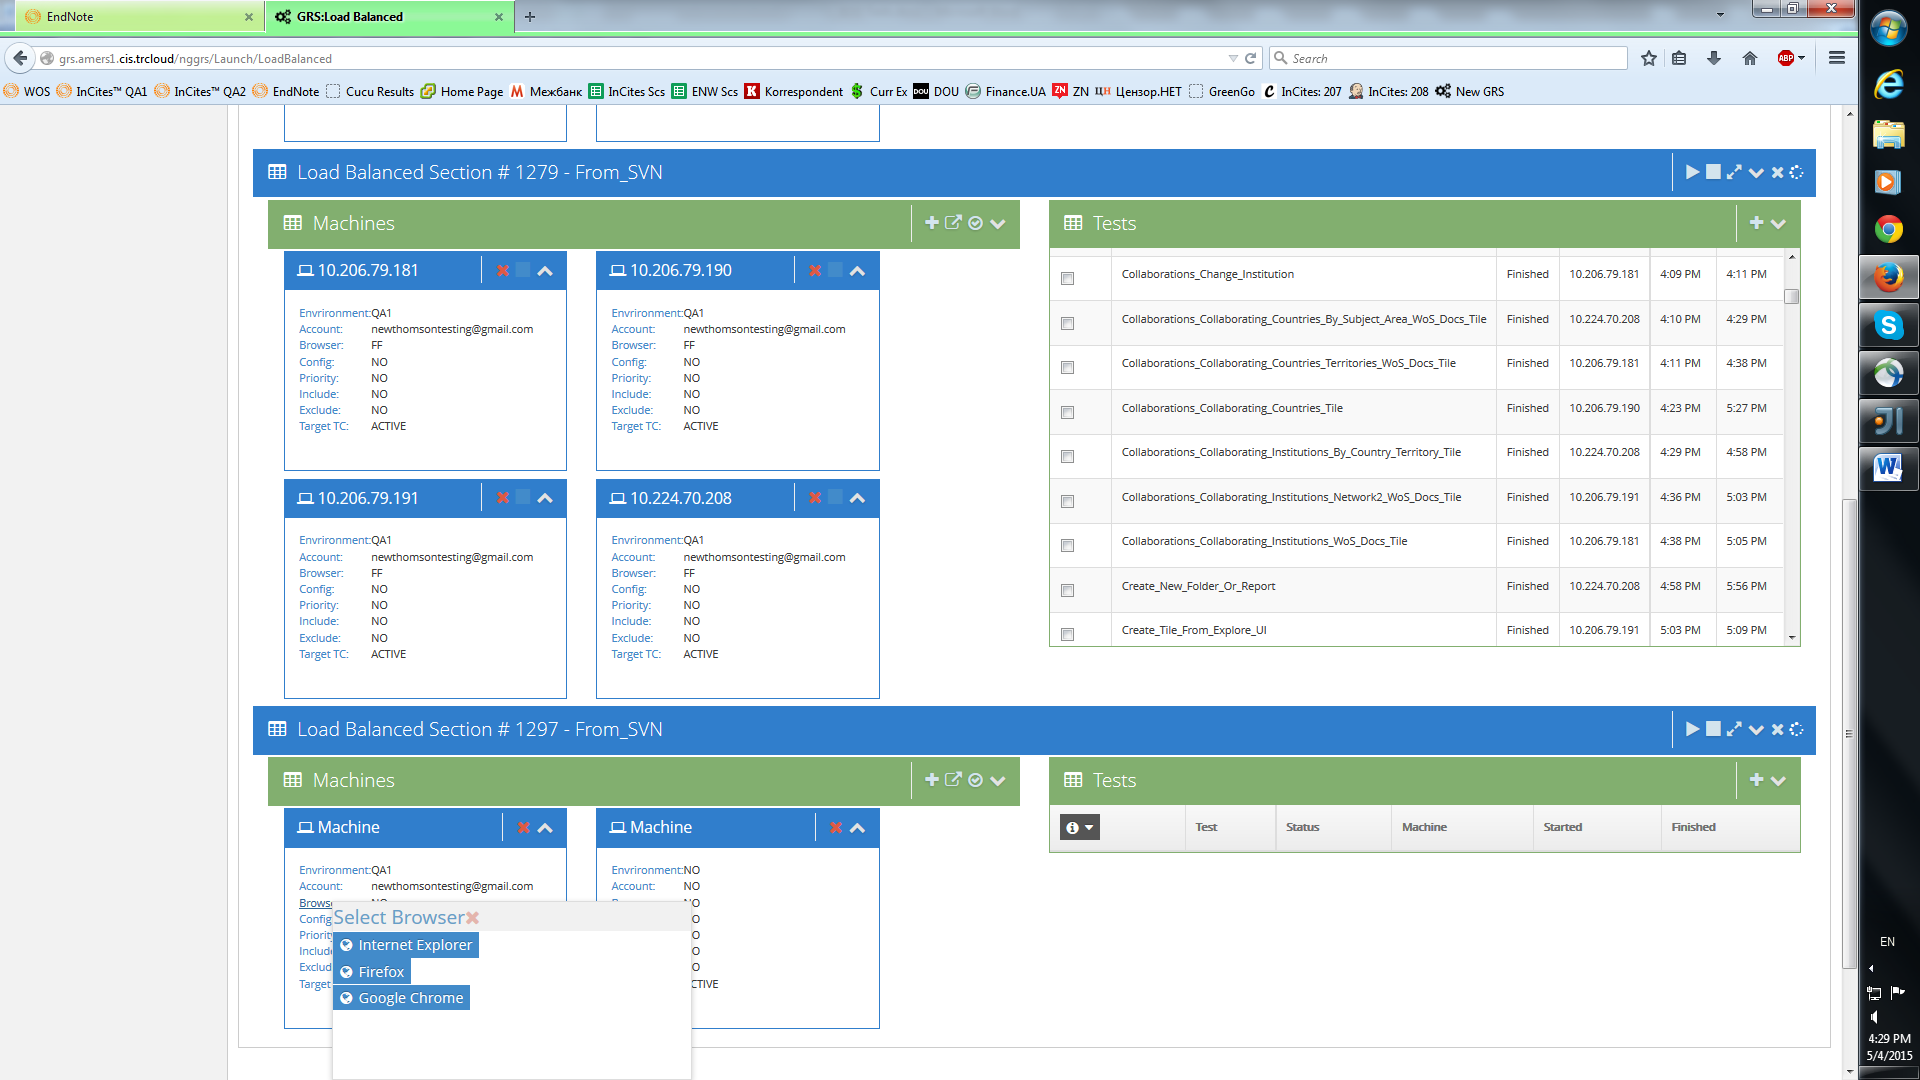 EndNote
GRS:Load Balanced
grs.amers1.cis.trcloud/nggrs/Launch/LoadBalanced
Search
ABP
WOS InCites™ QA1 InCites™ QA2 EndNote Cucu Results Home Page Межбанк InCites Scs ENW Scs Korrespondent Curr Ex DOU Finance.UA ZN Цензор.НЕТ GreenGo InCites: 207 InCites: 208 New GRS
Load Balanced Section # 1279 - From_SVN
Machines
10.206.79.181
Envrironment:QA1
Account: newthomsontesting@gmail.com
Browser: FF
Config: NO
Priority: NO
Include: NO
Exclude: NO
Target TC: ACTIVE
10.206.79.190
Envrironment:QA1
Account: newthomsontesting@gmail.com
Browser: FF
Config: NO
Priority: NO
Include: NO
Exclude: NO
Target TC: ACTIVE
10.206.79.191
Envrironment:QA1
Account: newthomsontesting@gmail.com
Browser: FF
Config: NO
Priority: NO
Include: NO
Exclude: NO
Target TC: ACTIVE
10.224.70.208
Envrironment:QA1
Account: newthomsontesting@gmail.com
Browser: FF
Config: NO
Priority: NO
Include: NO
Exclude: NO
Target TC: ACTIVE
Tests
Collaborations_Change_Institution Finished 10.206.79.181 4:09 PM 4:11 PM
Collaborations_Collaborating_Countries_By_Subject_Area_WoS_Docs_Tile Finished 10.224.70.208 4:10 PM 4:29 PM
Collaborations_Collaborating_Countries_Territories_WoS_Docs_Tile Finished 10.206.79.181 4:11 PM 4:38 PM
Collaborations_Collaborating_Countries_Tile Finished 10.206.79.190 4:23 PM 5:27 PM
Collaborations_Collaborating_Institutions_By_Country_Territory_Tile Finished 10.224.70.208 4:29 PM 4:58 PM
Collaborations_Collaborating_Institutions_Network2_WoS_Docs_Tile Finished 10.206.79.191 4:36 PM 5:03 PM
Collaborations_Collaborating_Institutions_WoS_Docs_Tile Finished 10.206.79.181 4:38 PM 5:05 PM
Create_New_Folder_Or_Report Finished 10.224.70.208 4:58 PM 5:56 PM
Create_Tile_From_Explore_UI Finished 10.206.79.191 5:03 PM 5:09 PM
Load Balanced Section # 1297 - From_SVN
Machines
Machine
Envrironment:QA1
Account: newthomsontesting@gmail.com
Brows
Config
Priorit
Includ
Exclud
Target
Machine
Envrironment:NO
Account: NO
NO
O
O
O
O
CTIVE
Select Browser
Internet Explorer
Firefox
Google Chrome
Tests
Test Status Machine Started Finished
EN
4:29 PM
5/4/2015